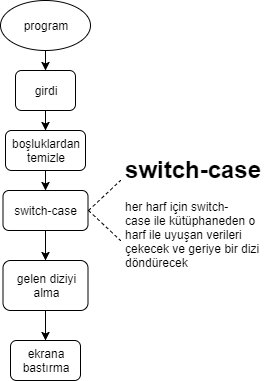 program
girdi
boşluklardan
temizle
switch-case
switch-case
her harf için switch-
case ile kütüphaneden o
harf ile uyuşan verileri
çekecek ve geriye bir dizi
döndürecek
gelen diziyi
alma
ekrana
bastırma